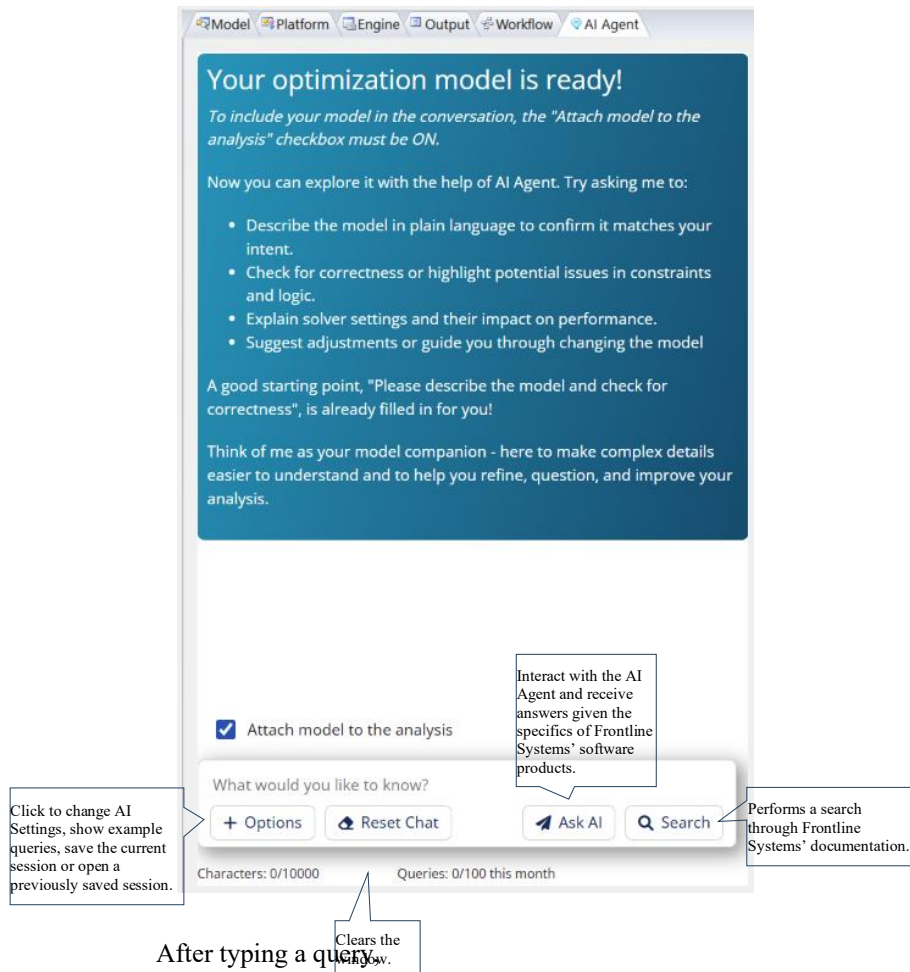 Model Platform Engine Output Workflow AI Agent
Your optimization model is ready!
To include your model in the conversation, the "Attach model to the
analysis" checkbox must be ON.
Now you can explore it with the help of AI Agent. Try asking me to:
• Describe the model in plain language to confirm it matches your
intent.
• Check for correctness or highlight potential issues in constraints
and logic.
• Explain solver settings and their impact on performance.
• Suggest adjustments or guide you through changing the model
A good starting point, "Please describe the model and check for
correctness", is already filled in for you!
Think of me as your model companion - here to make complex details
easier to understand and to help you refine, question, and improve your
analysis.
Interact with the AI
Agent and receive
answers given the
specifics of Frontline
Systems’ software
products.
Attach model to the analysis
What would you like to know?
Click to change AI
Settings, show example
queries, save the current
session or open a
previously saved session.
+ Options Reset Chat Ask AI Search
Performs a search
through Frontline
Systems’ documentation.
Characters: 0/10000 Queries: 0/100 this month
Clears the
window.
After typing a query,